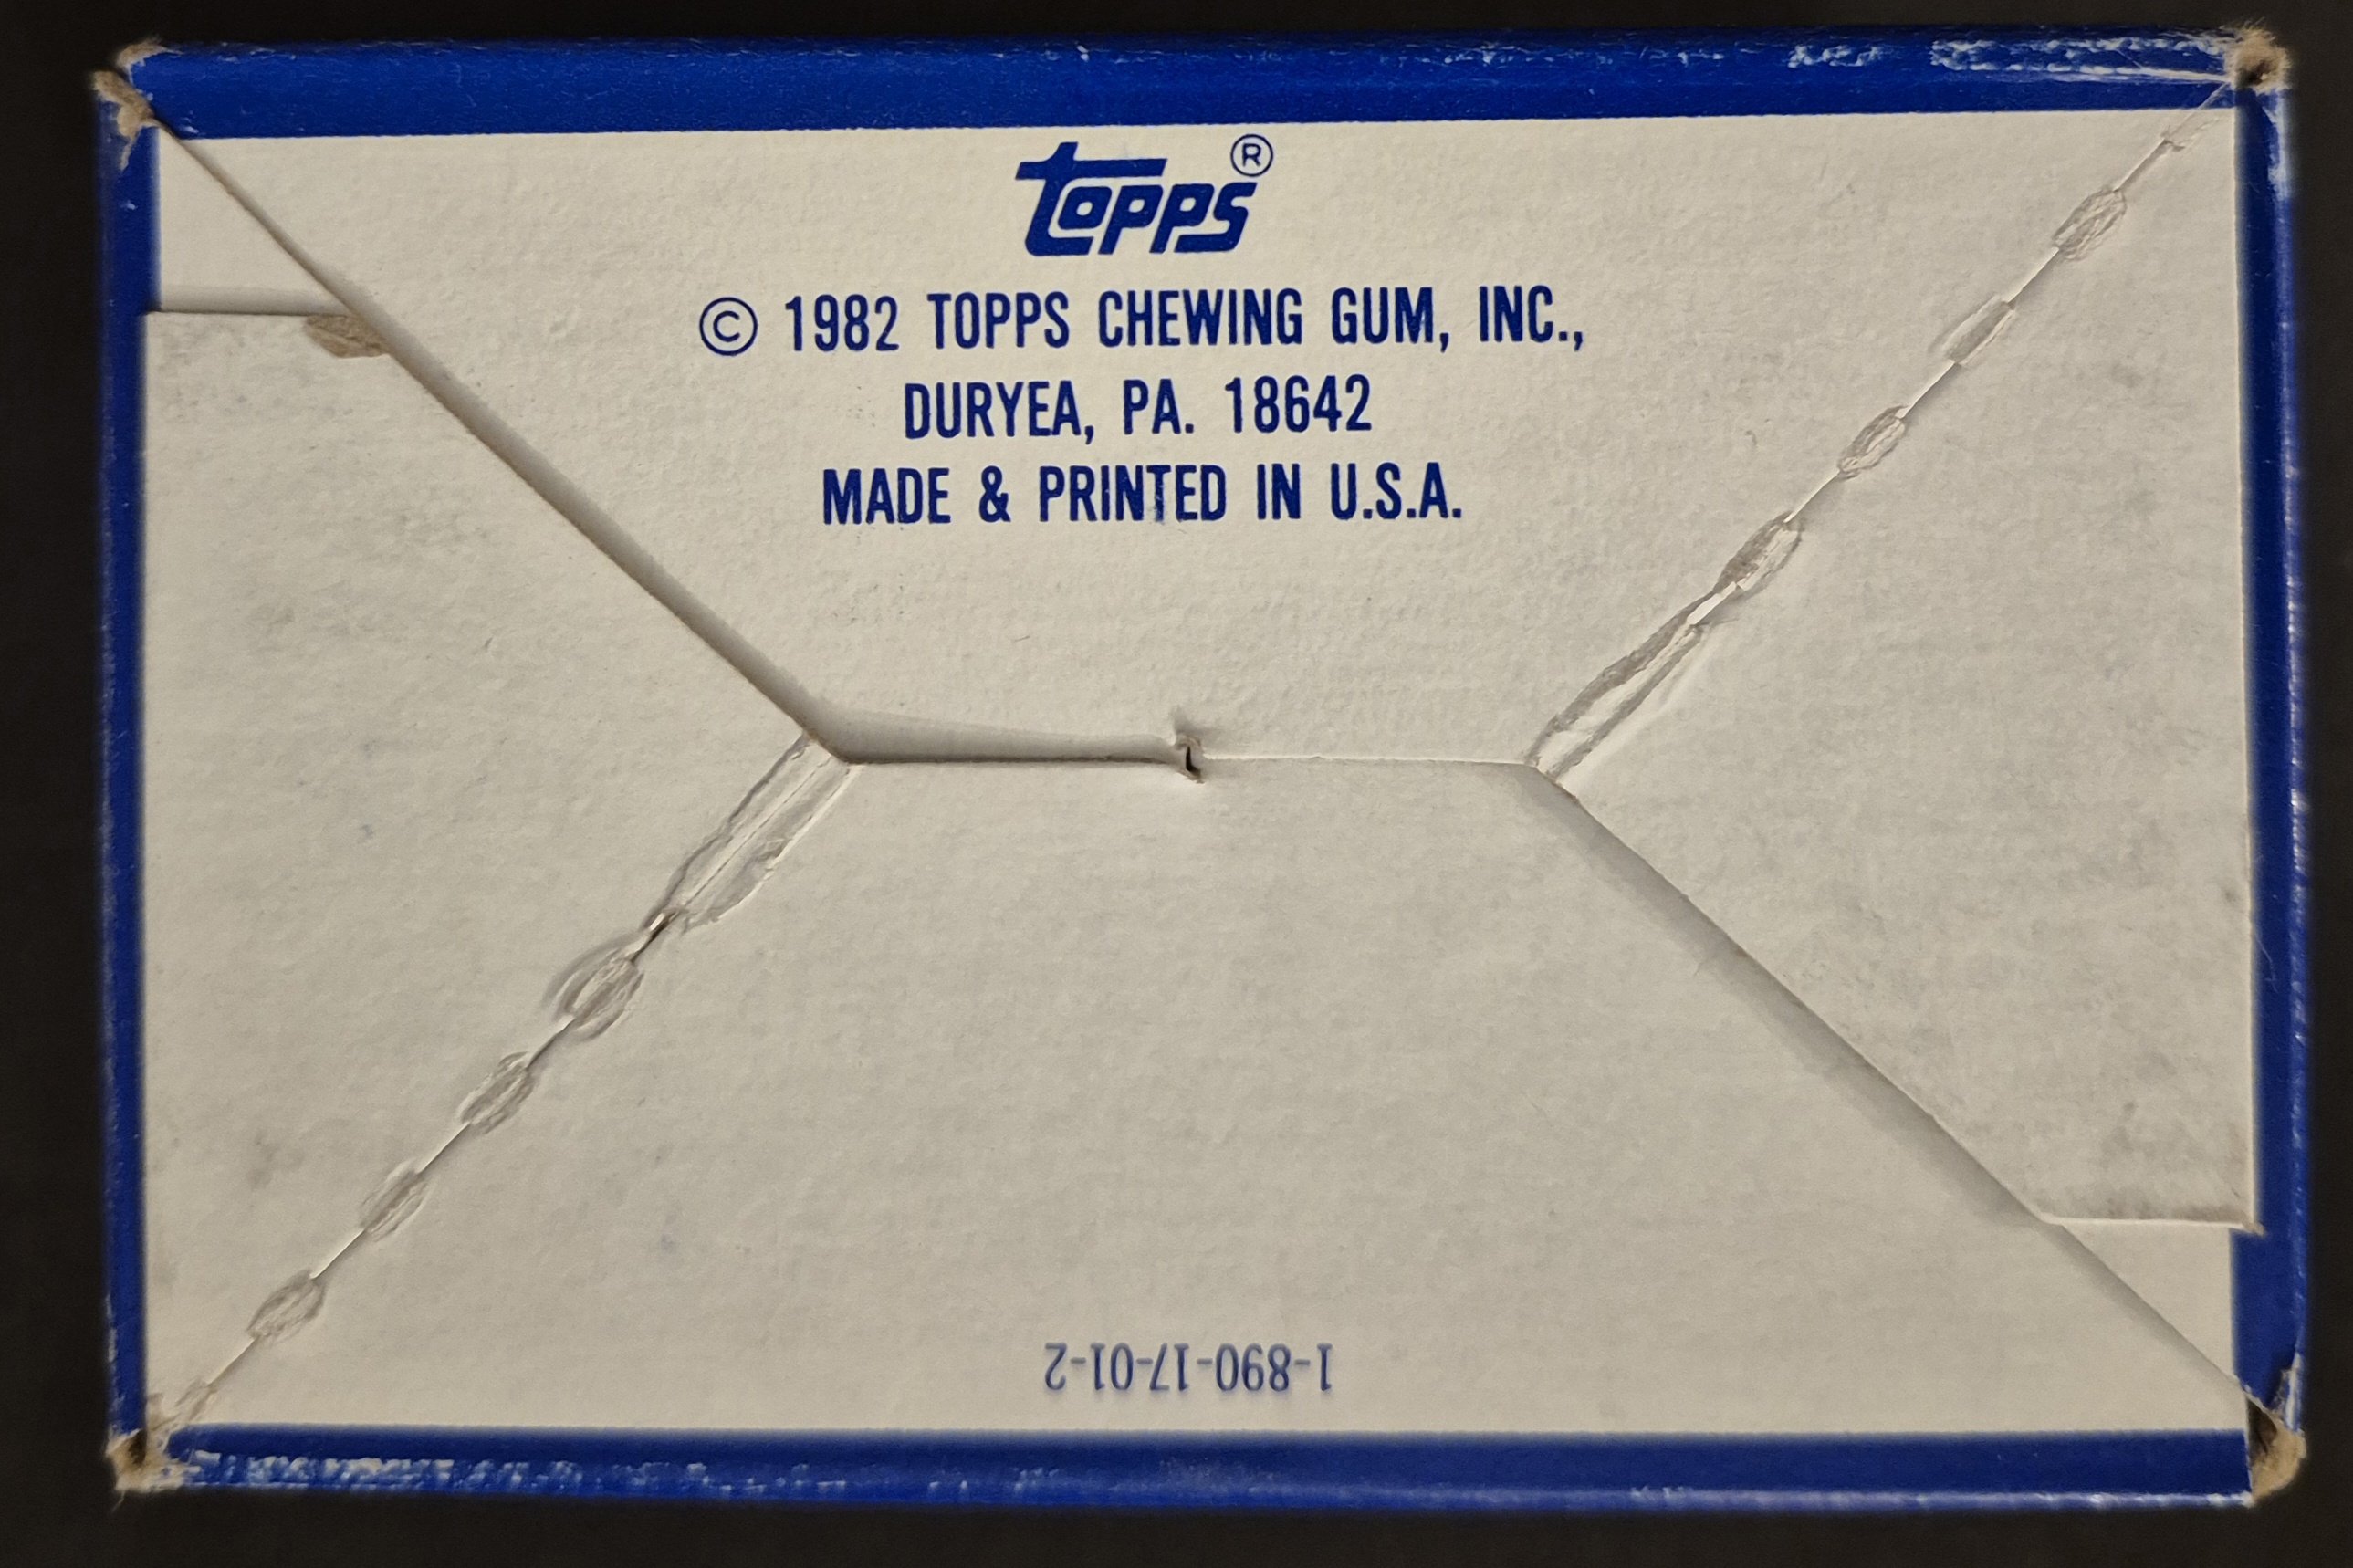 topps®
© 1982 TOPPS CHEWING GUM, INC.,
DURYEA, PA. 18642
MADE & PRINTED IN U.S.A.
1-890-17-01-2